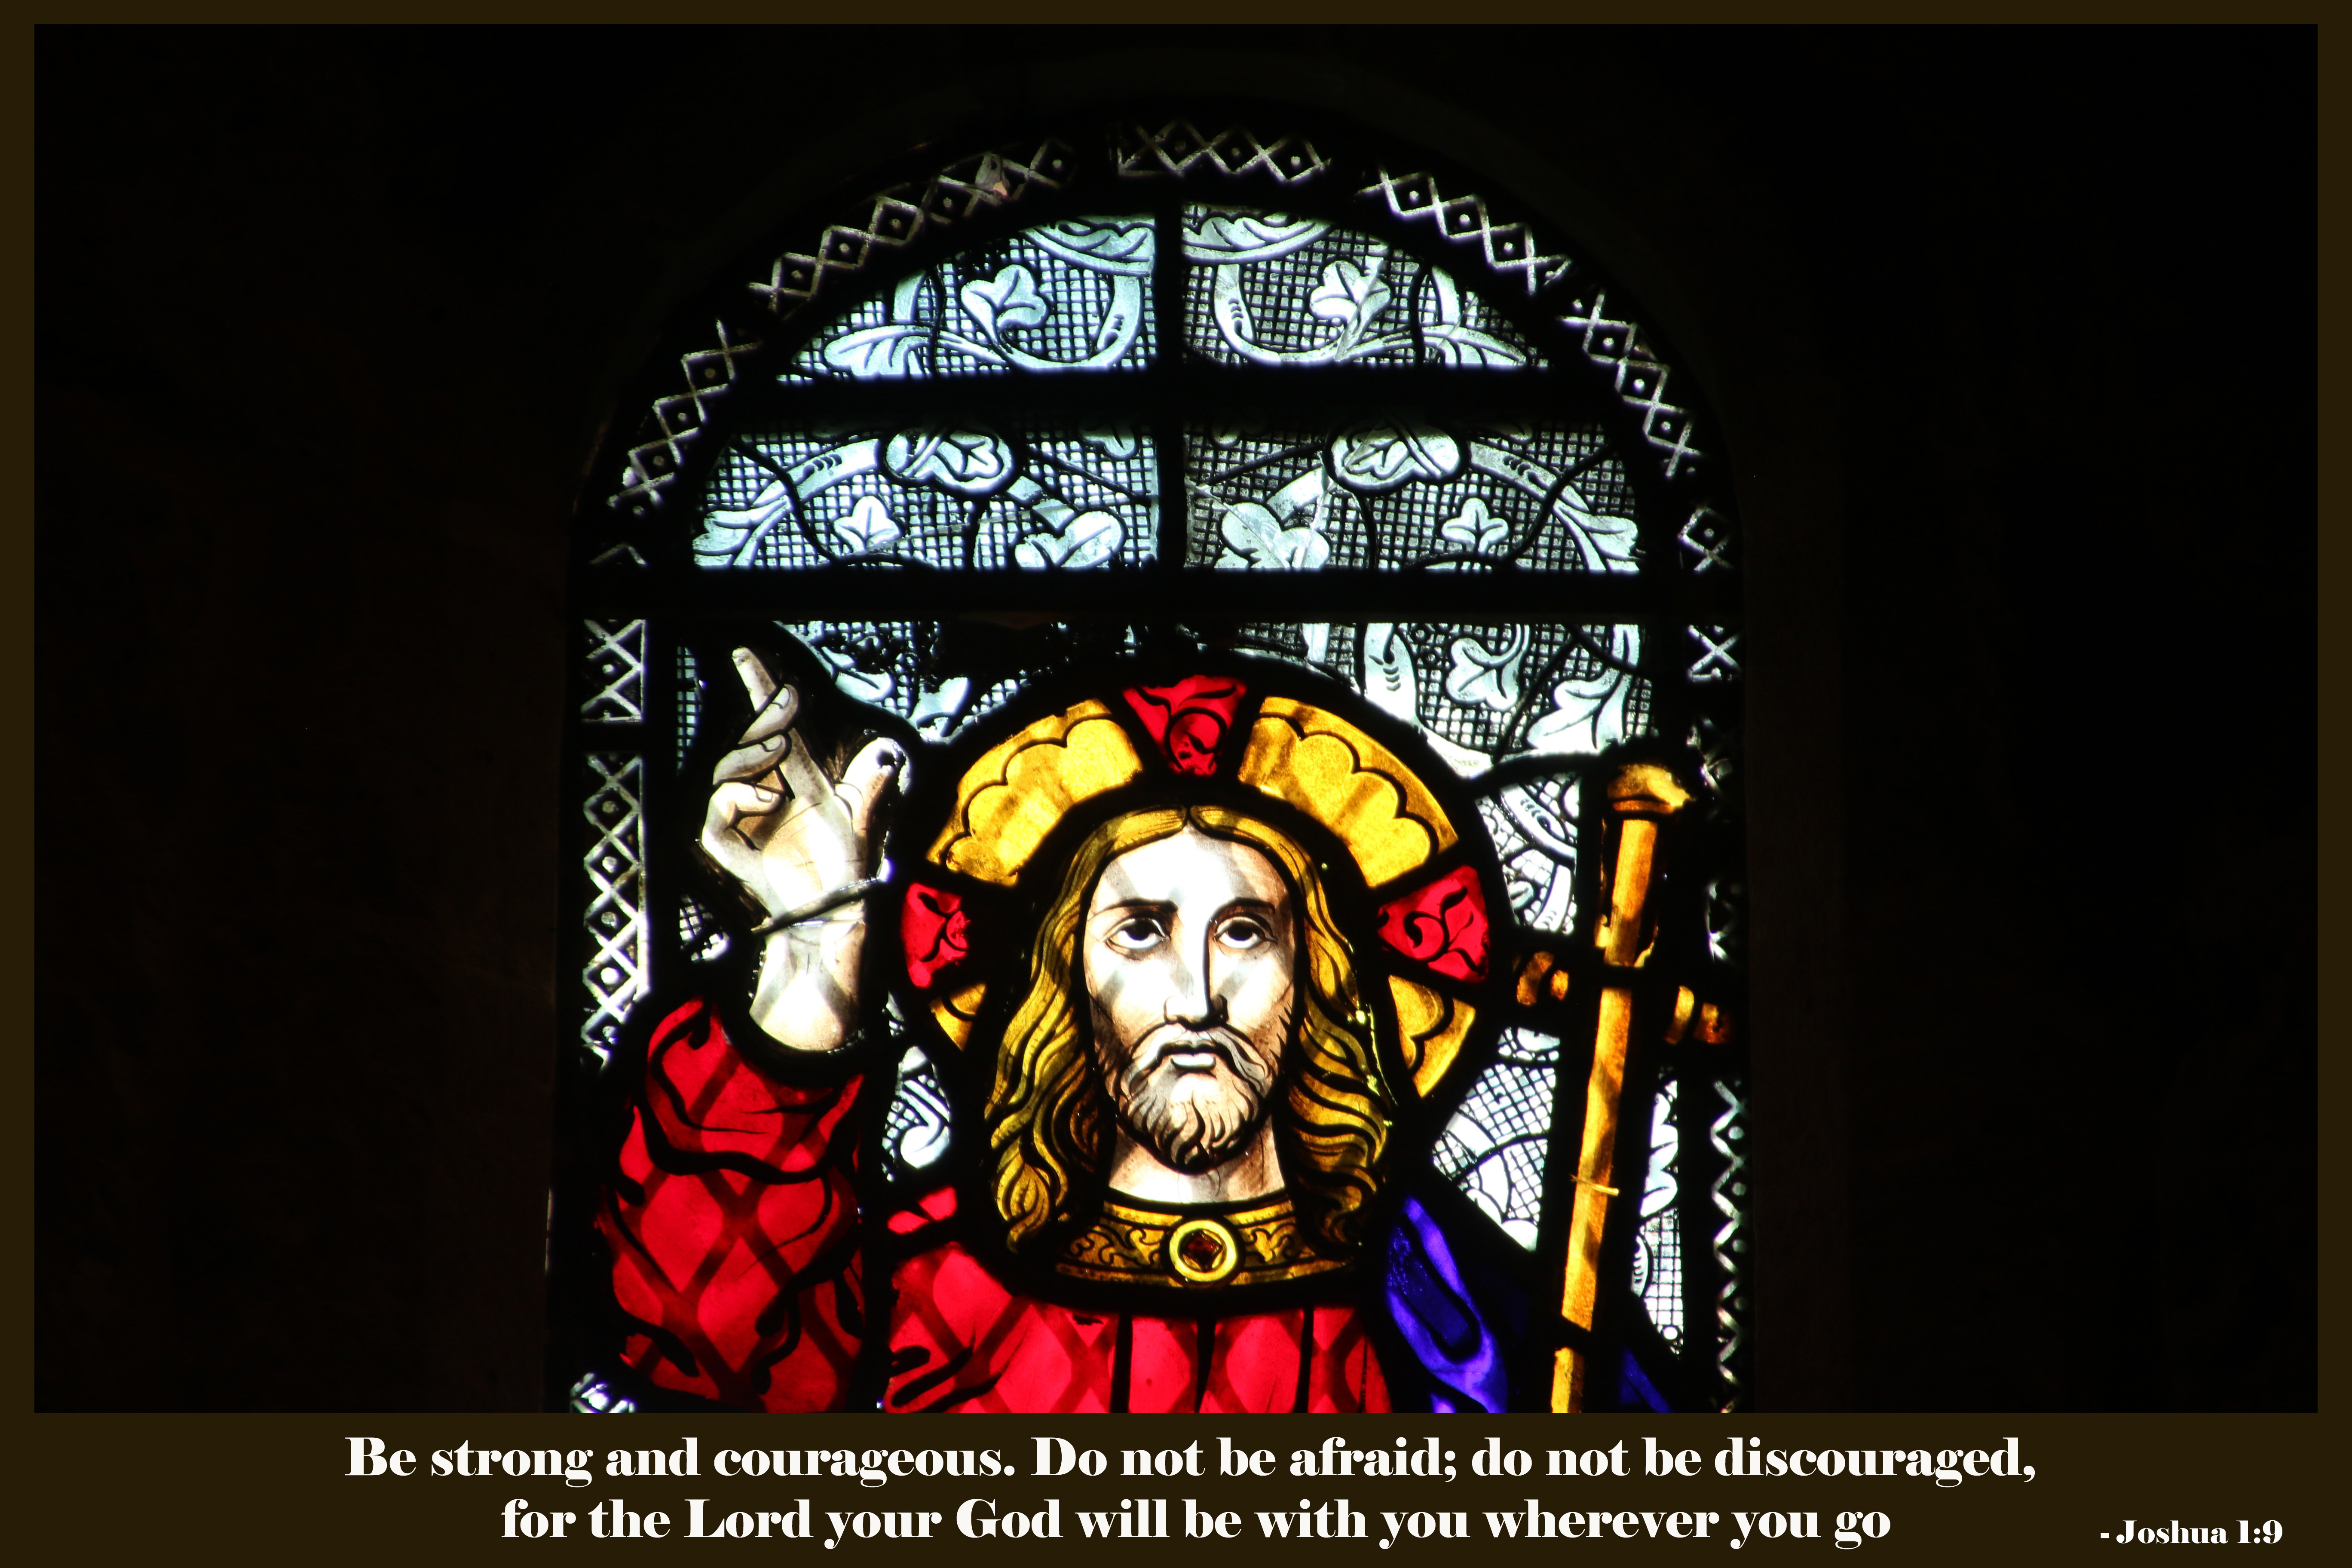 Be strong and courageous. Do not be afraid; do not be discouraged,
for the Lord your God will be with you wherever you go
- Joshua 1:9